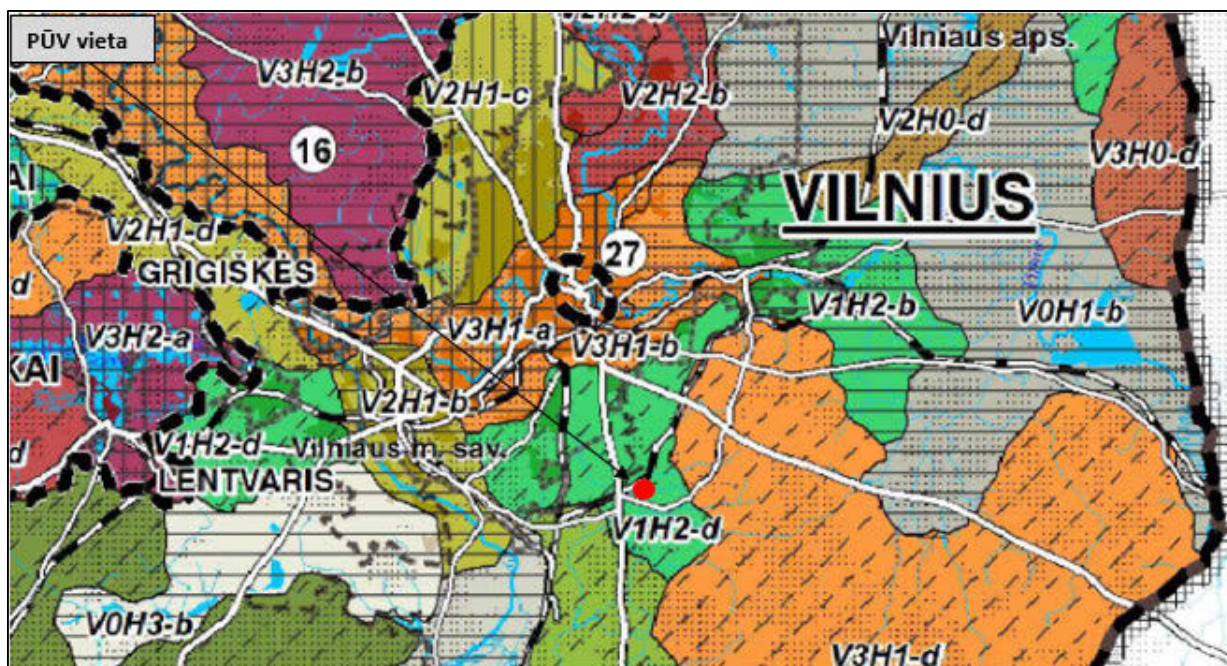 PŪV vieta
V3H2-b
V2H1-c
V2H2-b
Vilniaus aps.
V2H0-d
V3H0-d
16
VILNIUS
AI
V2H1-d
GRIGIŠKĖS
27
d
V3H2-a
V3H1-a
V3H1-b
V1H2-b
V0H1-b
KAI
V2H1-b
d
V1H2-d
Vilniaus m. sav.
LENTVARIS
V1H2-d
V0H3-b
V3H1-d